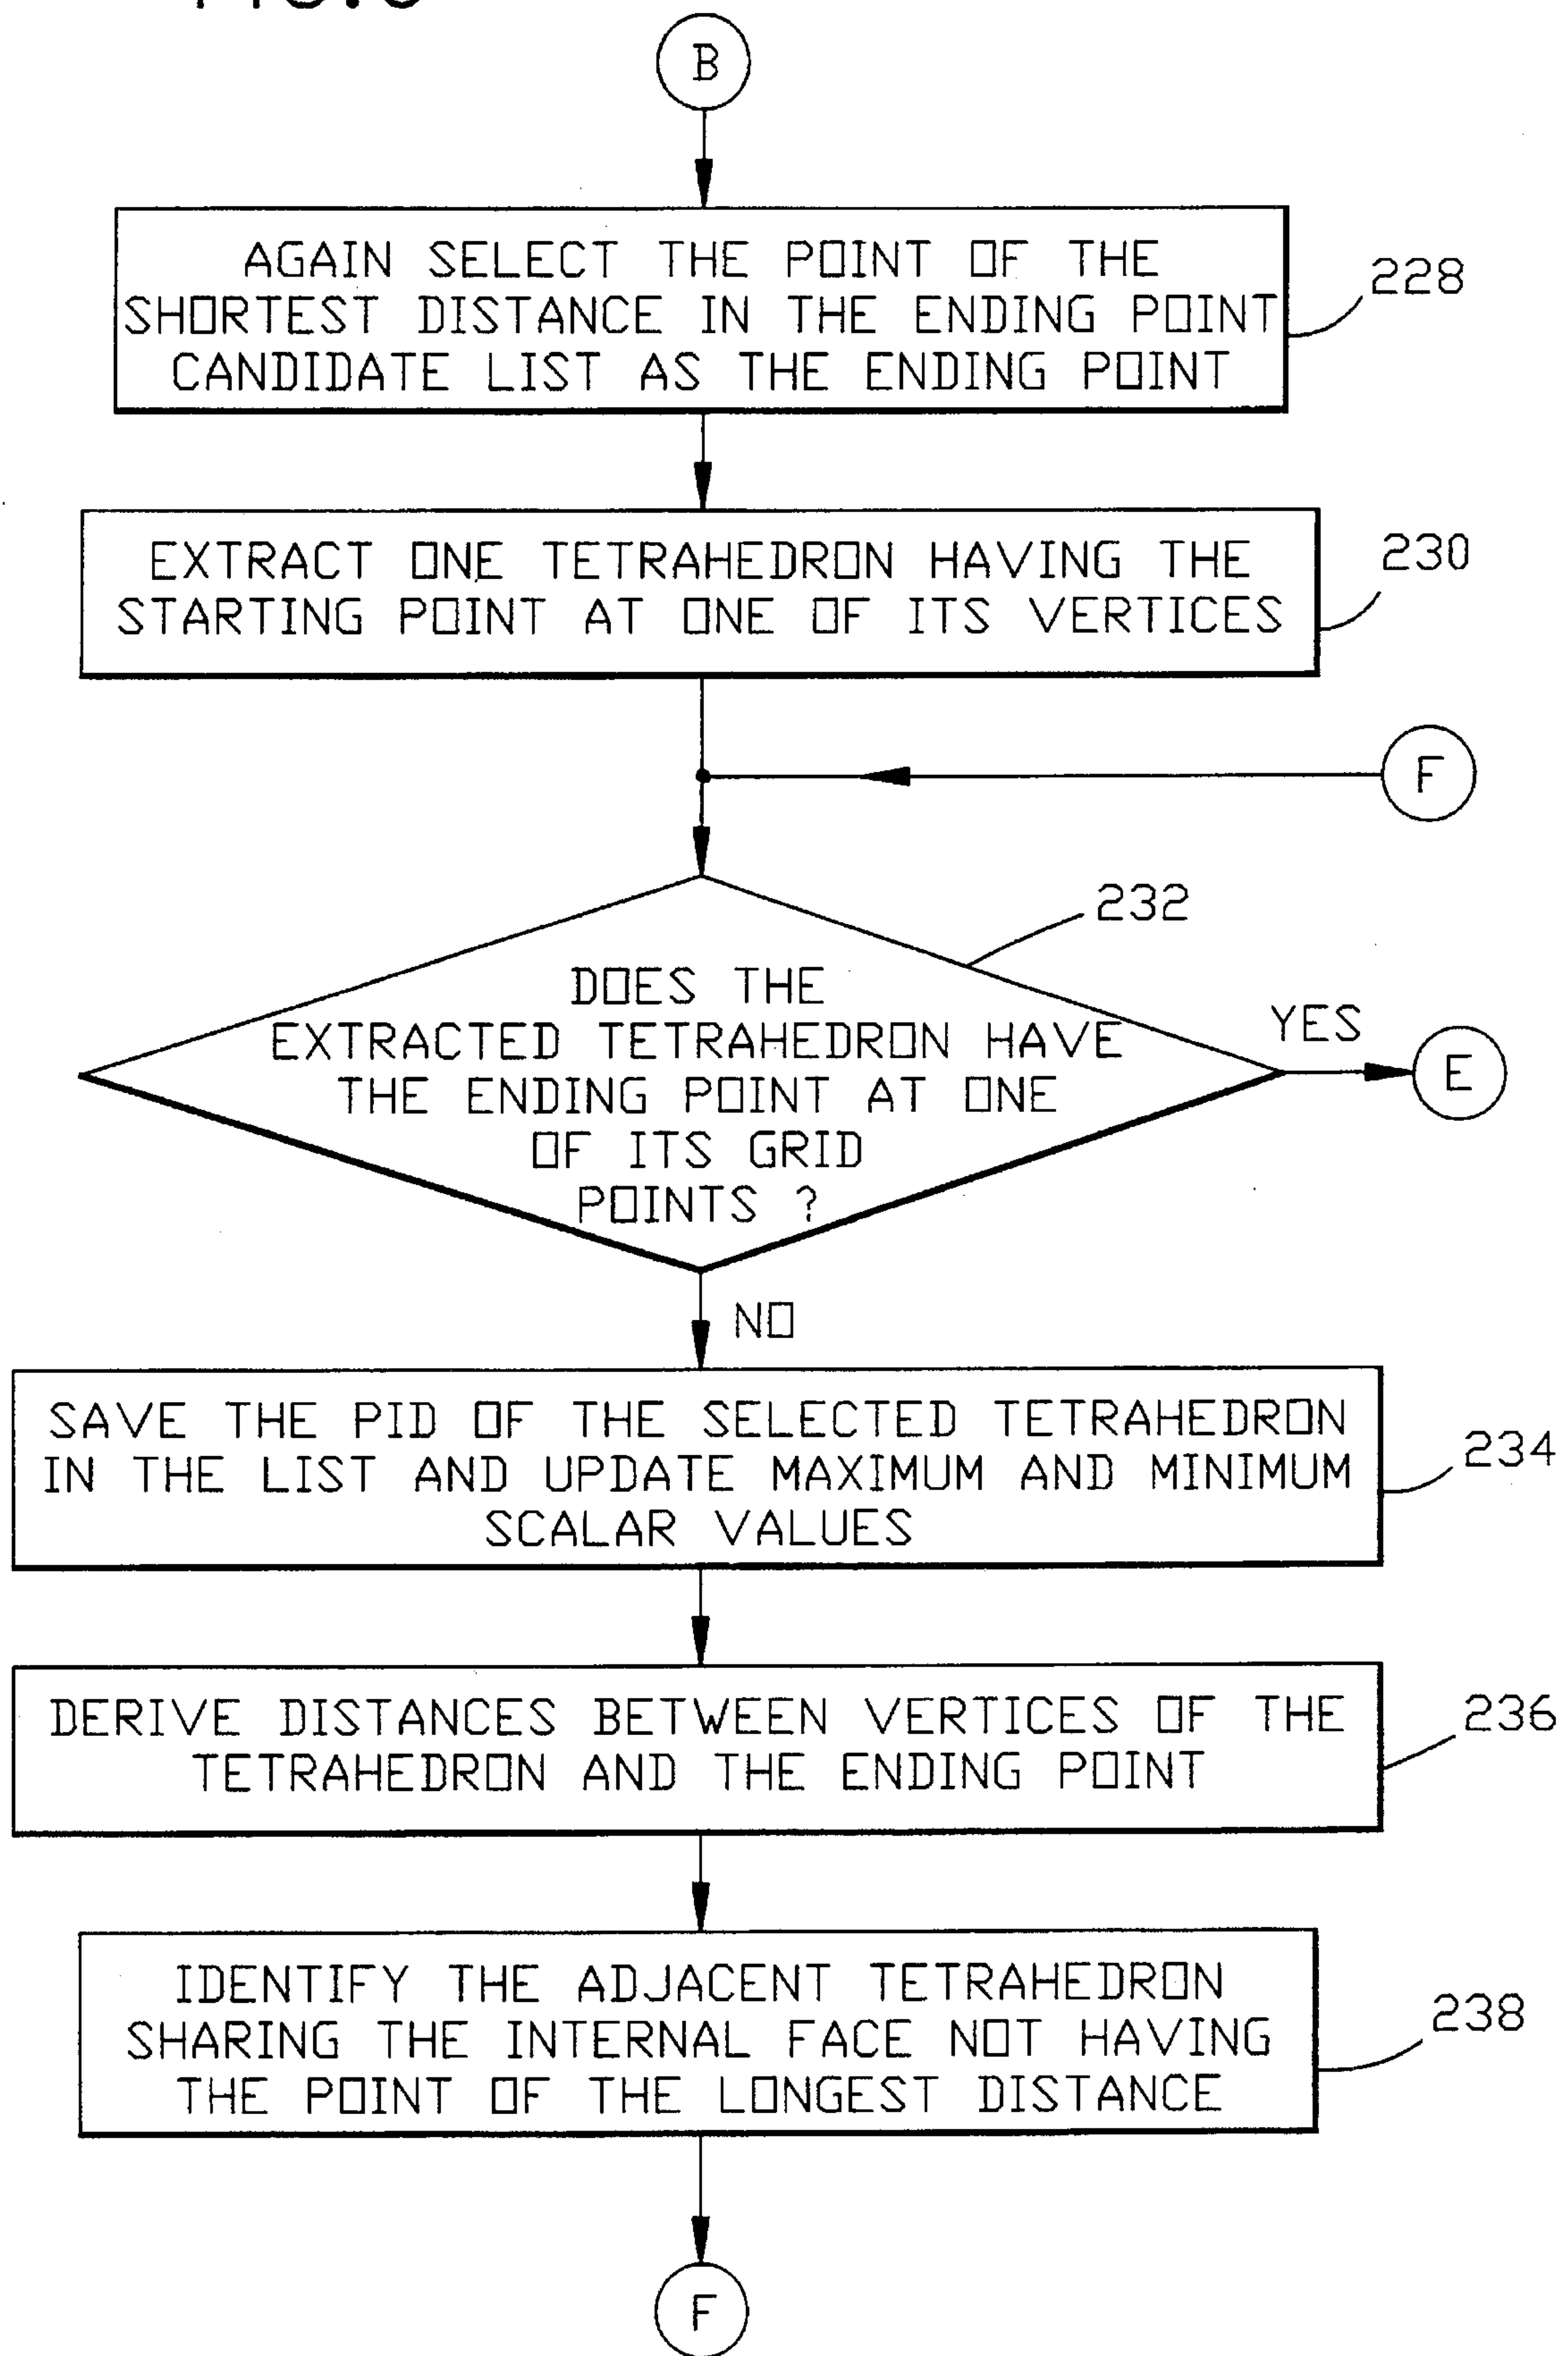 B
AGAIN SELECT THE POINT OF THE
SHORTEST DISTANCE IN THE ENDING POINT
CANDIDATE LIST AS THE ENDING POINT
228
EXTRACT ONE TETRAHEDRON HAVING THE
STARTING POINT AT ONE OF ITS VERTICES
230
F
232
DOES THE
EXTRACTED TETRAHEDRON HAVE
THE ENDING POINT AT ONE
OF ITS GRID
POINTS ?
YES
E
NO
SAVE THE PID OF THE SELECTED TETRAHEDRON
IN THE LIST AND UPDATE MAXIMUM AND MINIMUM
SCALAR VALUES
234
DERIVE DISTANCES BETWEEN VERTICES OF THE
TETRAHEDRON AND THE ENDING POINT
236
IDENTIFY THE ADJACENT TETRAHEDRON
SHARING THE INTERNAL FACE NOT HAVING
THE POINT OF THE LONGEST DISTANCE
238
F